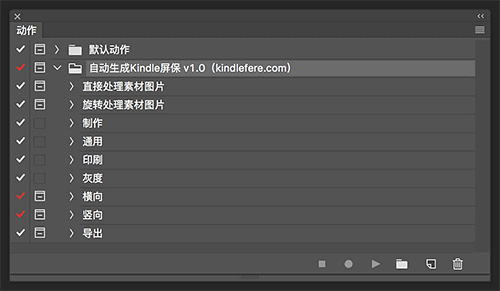 动作
默认动作
自动生成Kindle屏保 v1.0（kindlefere.com）
直接处理素材图片
旋转处理素材图片
制作
通用
印刷
灰度
横向
竖向
导出